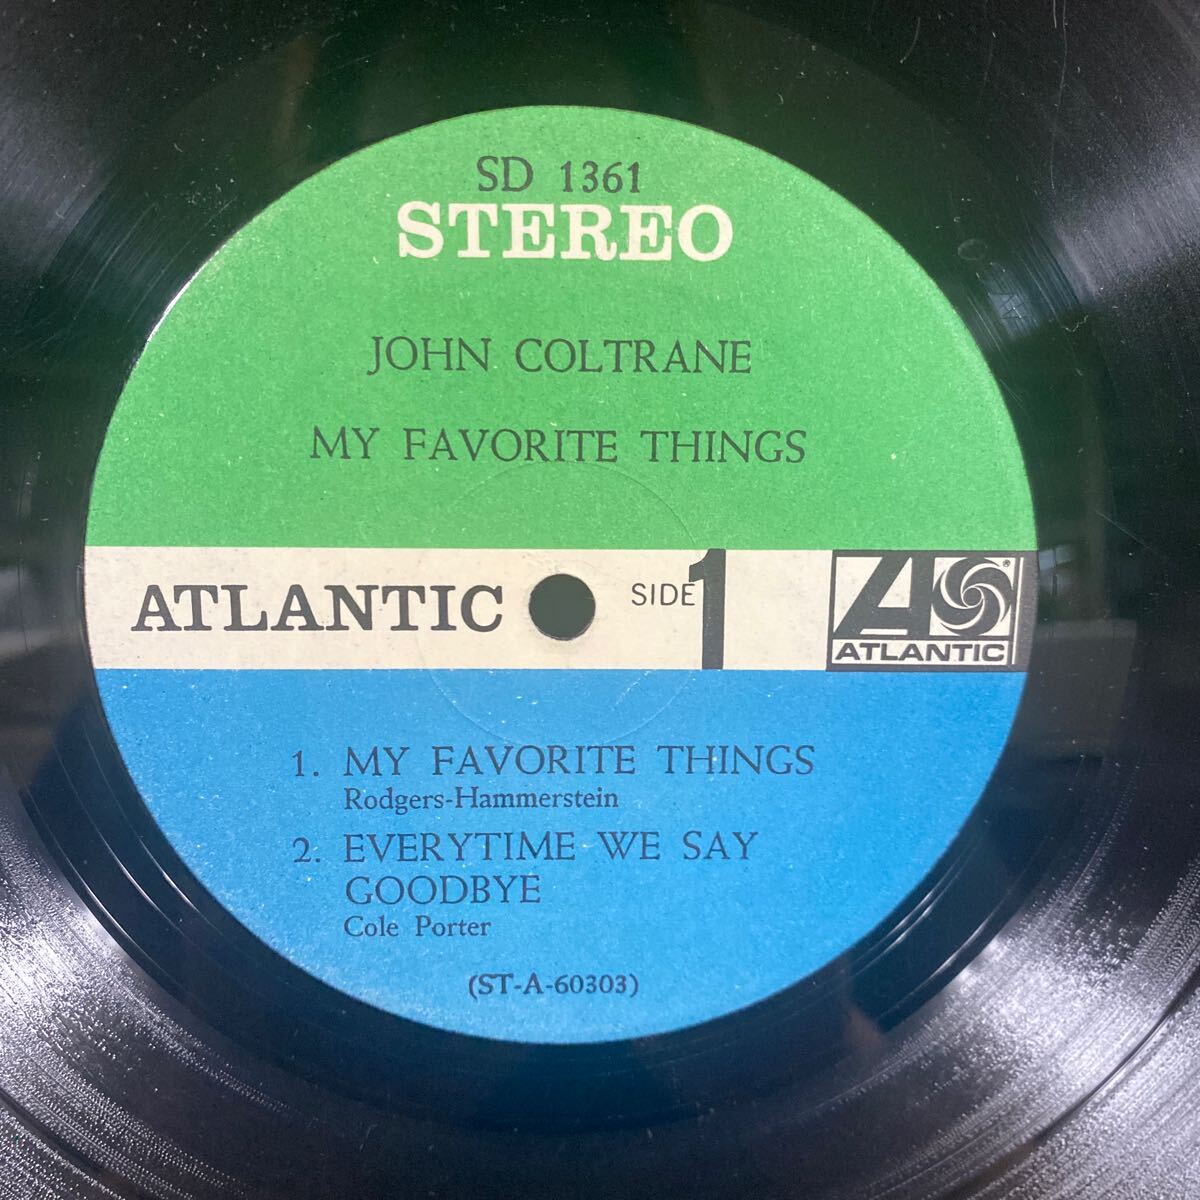 SD 1361
STEREO
JOHN COLTRANE
MY FAVORITE THINGS
ATLANTIC
SIDE 1
ATLANTIC
1. MY FAVORITE THINGS
Rodgers-Hammerstein
2. EVERYTIME WE SAY
GOODBYE
Cole Porter
(ST-A-60303)